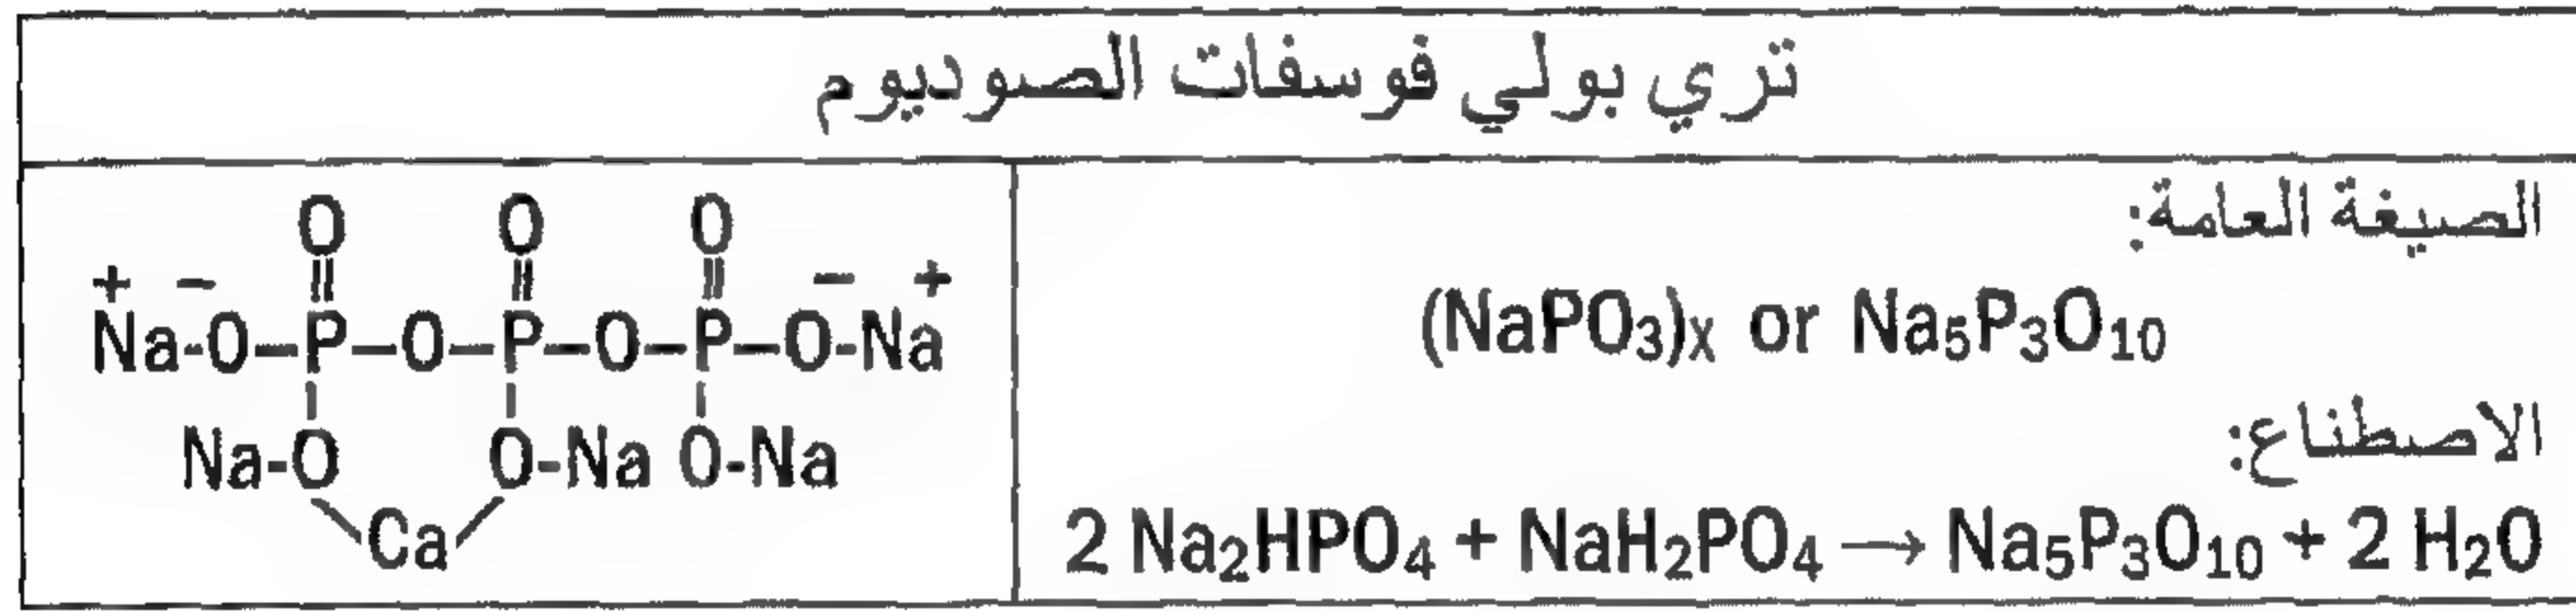 تري بولي فوسفات الصوديوم
الصيغة العامة:
(NaPO₃)x or Na₅P₃O₁₀
الاصطناع:
2 Na₂HPO₄ + NaH₂PO₄ → Na₅P₃O₁₀ + 2 H₂O
O O O
+ − − +
Na-O–P–O–P–O–P–O-Na
Na-O O-Na O-Na
Ca